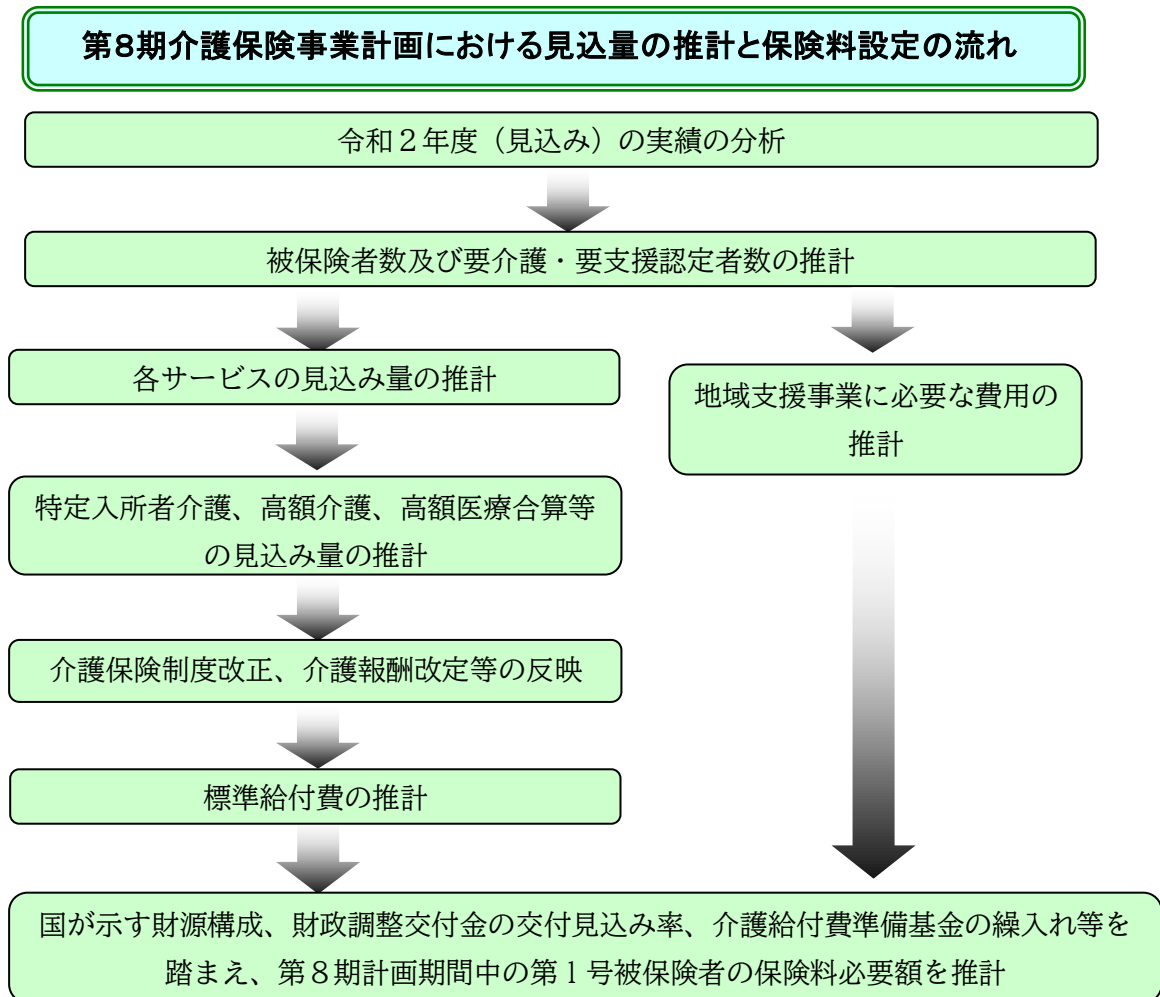 第８期介護保険事業計画における見込量の推計と保険料設定の流れ
令和２年度（見込み）の実績の分析
被保険者数及び要介護・要支援認定者数の推計
各サービスの見込み量の推計
地域支援事業に必要な費用の
推計
特定入所者介護、高額介護、高額医療合算等
の見込み量の推計
介護保険制度改正、介護報酬改定等の反映
標準給付費の推計
国が示す財源構成、財政調整交付金の交付見込み率、介護給付費準備基金の繰入れ等を
踏まえ、第８期計画期間中の第１号被保険者の保険料必要額を推計